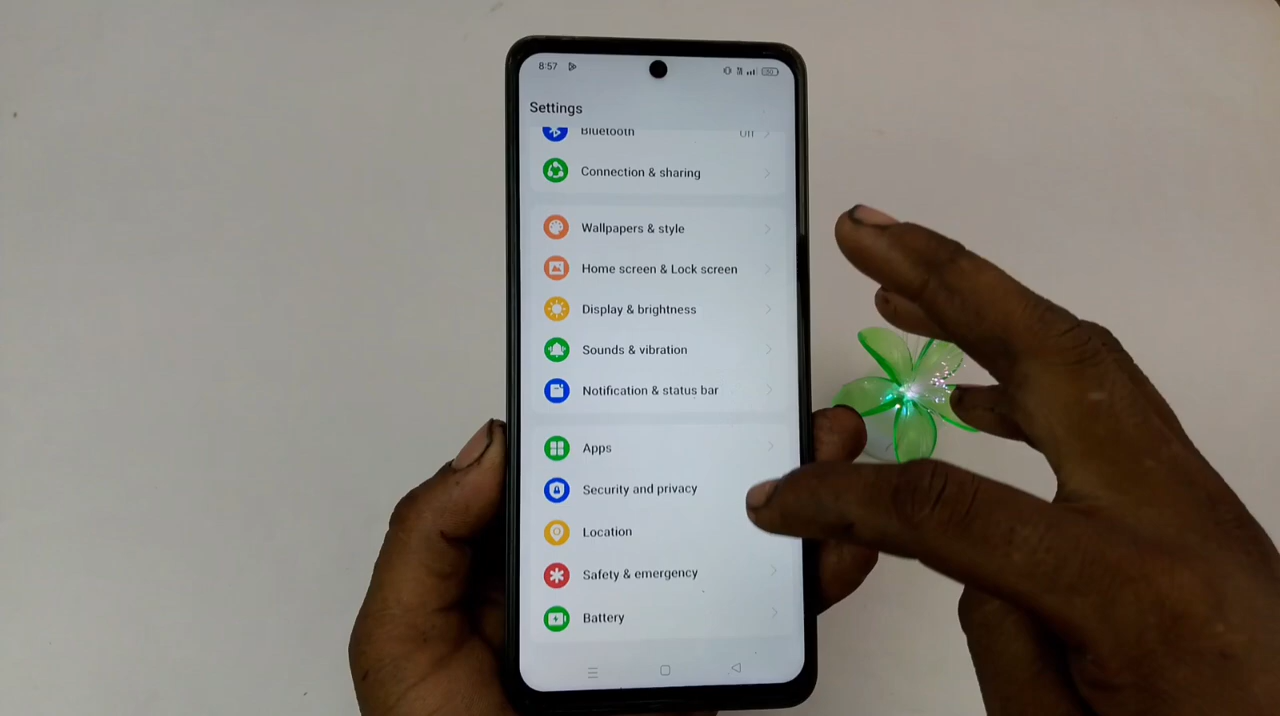 8:57
Settings
Bluetooth Off
Connection & sharing
Wallpapers & style
Home screen & Lock screen
Display & brightness
Sounds & vibration
Notification & status bar
Apps
Security and privacy
Location
Safety & emergency
Battery